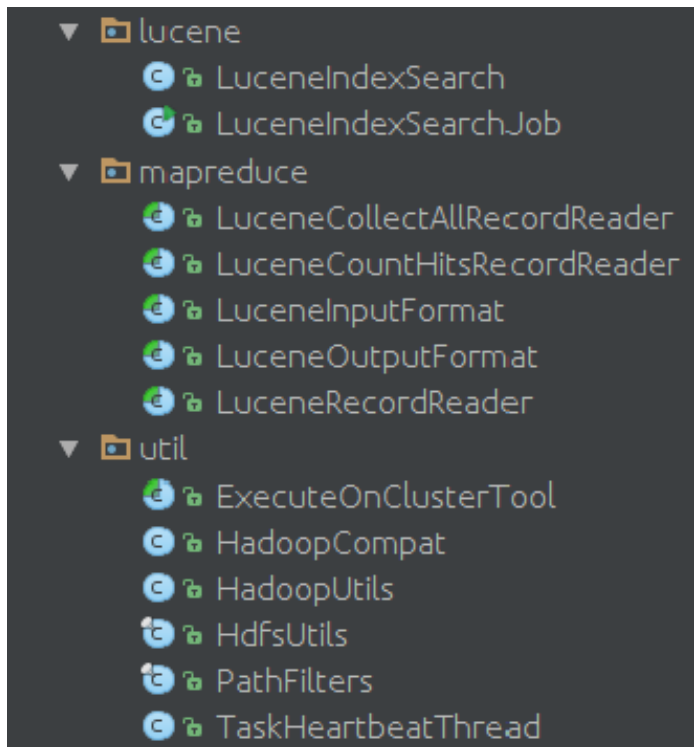 lucene
LuceneIndexSearch
LuceneIndexSearchJob
mapreduce
LuceneCollectAllRecordReader
LuceneCountHitsRecordReader
LuceneInputFormat
LuceneOutputFormat
LuceneRecordReader
util
ExecuteOnClusterTool
HadoopCompat
HadoopUtils
HdfsUtils
PathFilters
TaskHeartbeatThread